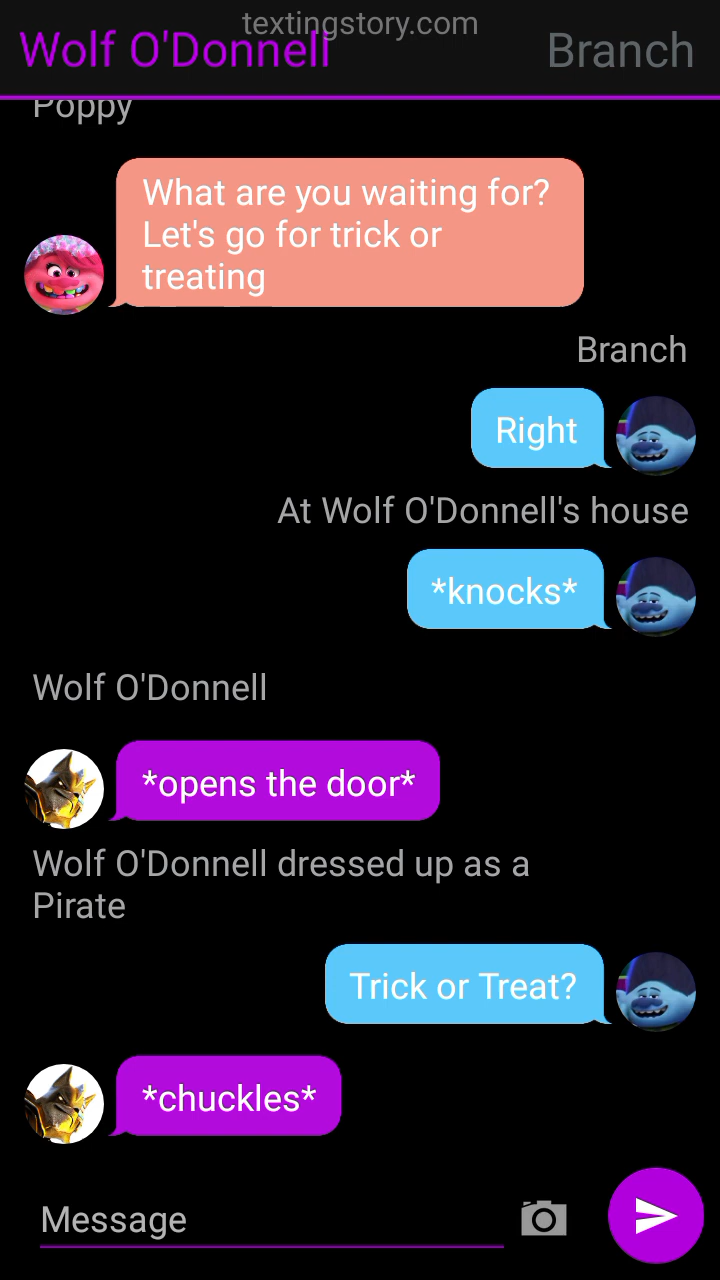 textingstory.com
Wolf O'Donnell
Branch
Poppy
What are you waiting for?
Let's go for trick or
treating
Branch
Right
At Wolf O'Donnell's house
*knocks*
Wolf O'Donnell
*opens the door*
Wolf O'Donnell dressed up as a
Pirate
Trick or Treat?
*chuckles*
Message